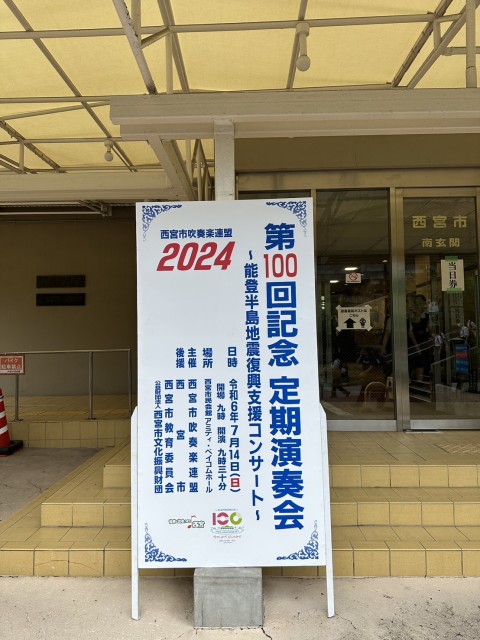 西宮市吹奏楽連盟
2024
第100回記念 定期演奏会
～能登半島地震復興支援コンサート～
日時 令和6年7月14日(日)
開場 九時 開演 九時三十分
場所 西宮市民会館アミティ・ベイコムホール
主催 西宮市吹奏楽連盟
後援 西宮市
西宮市教育委員会
公益財団法人 西宮市文化振興財団
100
西宮市
南玄関
当日券